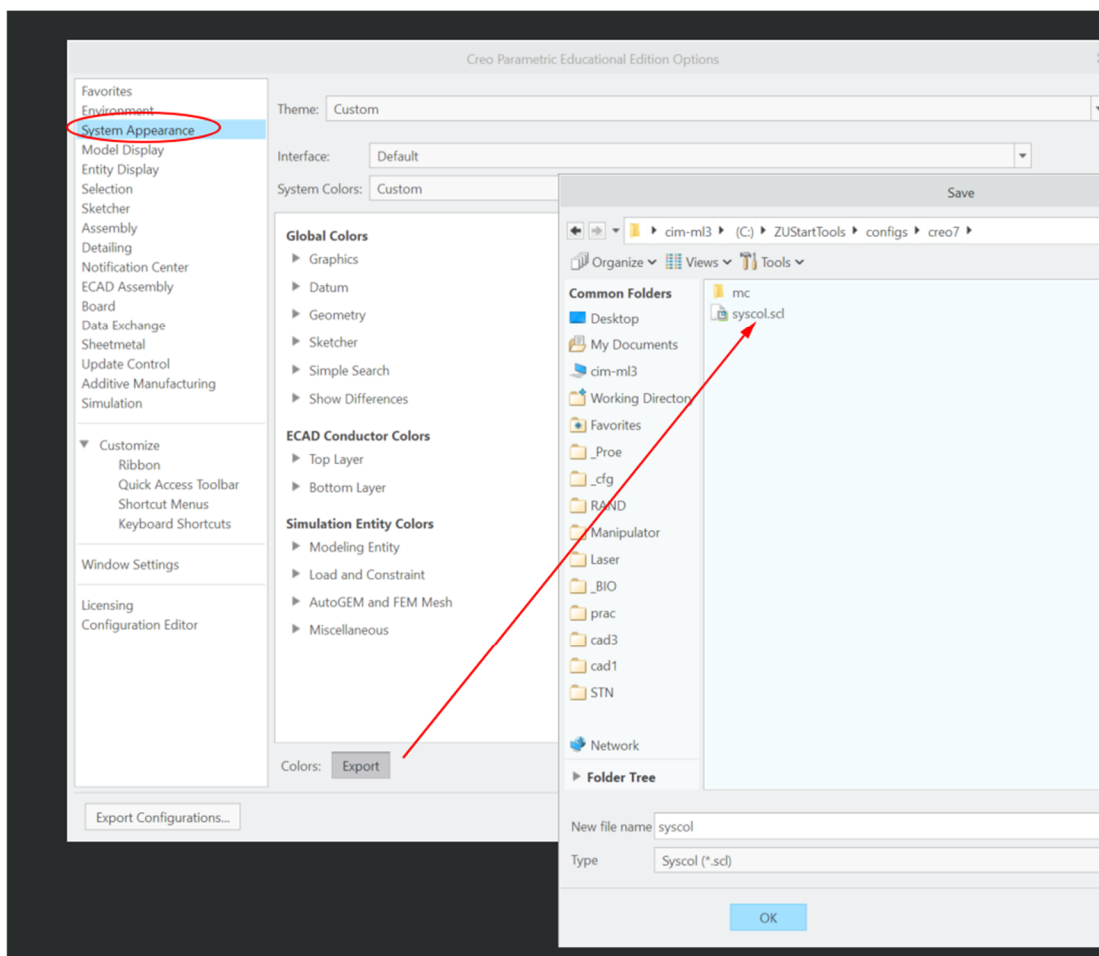 Creo Parametric Educational Edition Options
Favorites
Environment
System Appearance
Model Display
Entity Display
Selection
Sketcher
Assembly
Detailing
Notification Center
ECAD Assembly
Board
Data Exchange
Sheetmetal
Update Control
Additive Manufacturing
Simulation
Customize
Ribbon
Quick Access Toolbar
Shortcut Menus
Keyboard Shortcuts
Window Settings
Licensing
Configuration Editor
Export Configurations...
Theme: Custom
Interface: Default
System Colors: Custom
Global Colors
Graphics
Datum
Geometry
Sketcher
Simple Search
Show Differences
ECAD Conductor Colors
Top Layer
Bottom Layer
Simulation Entity Colors
Modeling Entity
Load and Constraint
AutoGEM and FEM Mesh
Miscellaneous
Colors: Export
Save
cim-ml3 (C:) ZUStartTools configs creo7
Organize Views Tools
Common Folders
Desktop
My Documents
cim-ml3
Working Director
Favorites
_Proe
_cfg
RAND
Manipulator
Laser
_BIO
prac
cad3
cad1
STN
Network
Folder Tree
mc
syscol.scl
New file name syscol
Type Syscol (*.scl)
OK